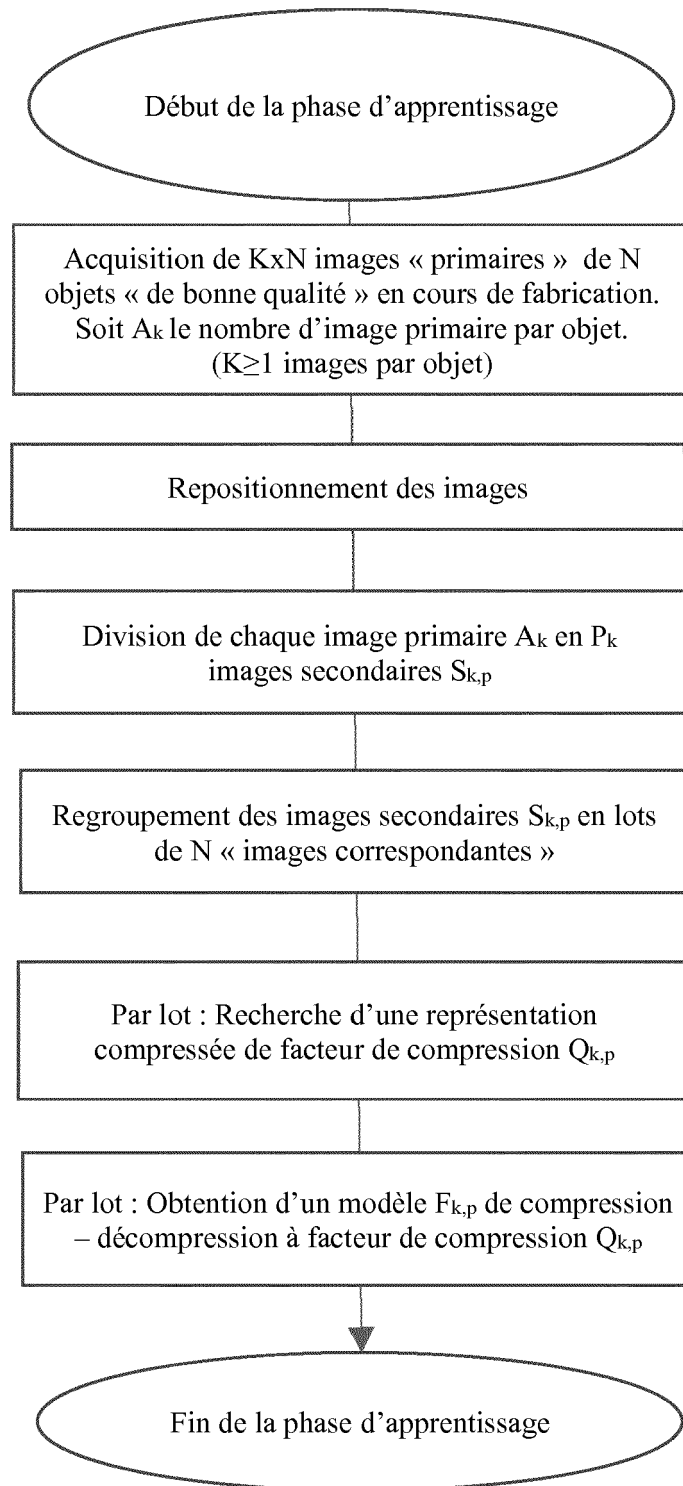 Début de la phase d’apprentissage
Acquisition de KxN images « primaires » de N
objets « de bonne qualité » en cours de fabrication.
Soit Aₖ le nombre d’image primaire par objet.
(K≥1 images par objet)
Repositionnement des images
Division de chaque image primaire Aₖ en Pₖ
images secondaires Sₖ,ₚ
Regroupement des images secondaires Sₖ,ₚ en lots
de N « images correspondantes »
Par lot : Recherche d’une représentation
compressée de facteur de compression Qₖ,ₚ
Par lot : Obtention d’un modèle Fₖ,ₚ de compression
– décompression à facteur de compression Qₖ,ₚ
Fin de la phase d’apprentissage